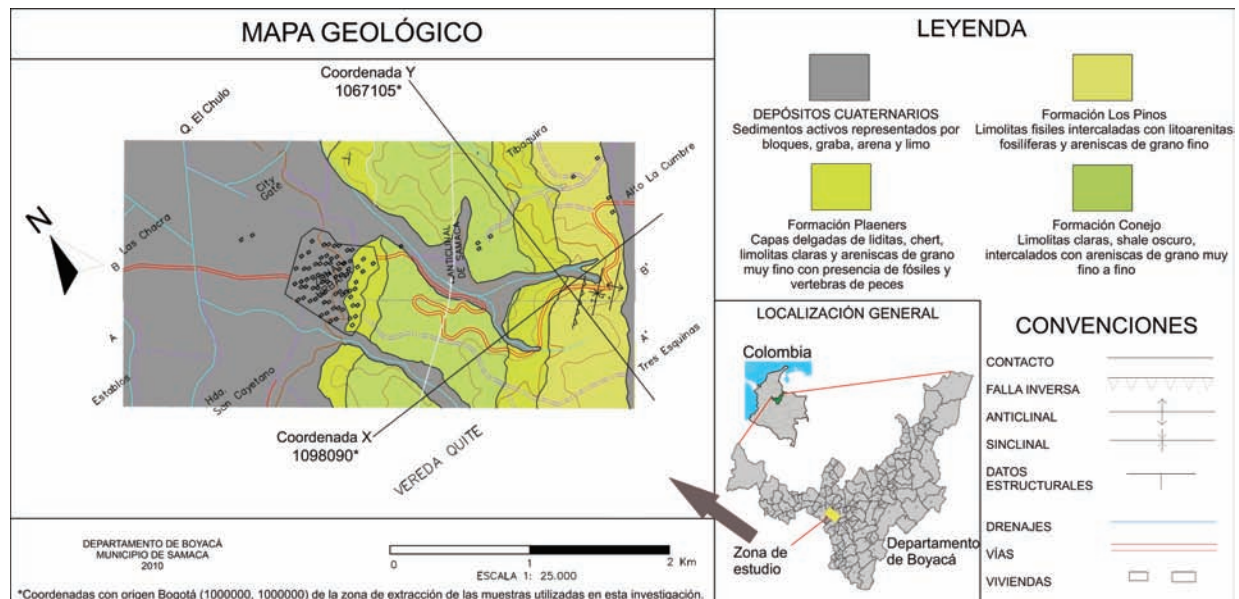 MAPA GEOLÓGICO
Coordenada Y
1067105*
Q. El Chulo
City
Gaté
B Las Chacra
N
A
Establos
Hda.
San Cayetano
ANTICLINAL
DE SAMACA
Tibaquira
Alto La Cumbre
B'
A'
Tres Esquinas
Coordenada X
1098090*
VEREDA QUITE
DEPARTAMENTO DE BOYACÁ
MUNICIPIO DE SAMACA
2010
0
1
2 Km
ESCALA 1: 25.000
*Coordenadas con origen Bogotá (1000000, 1000000) de la zona de extracción de las muestras utilizadas en esta investigación.
LEYENDA
DEPÓSITOS CUATERNARIOS
Sedimentos activos representados por
bloques, graba, arena y limo
Formación Los Pinos
Limolitas fisiles intercaladas con litoarenitas
fosilíferas y areniscas de grano fino
Formación Plaeners
Capas delgadas de liditas, chert,
limolitas claras y areniscas de grano
muy fino con presencia de fósiles y
vertebras de peces
Formación Conejo
Limolitas claras, shale oscuro,
intercalados con areniscas de grano muy
fino a fino
LOCALIZACIÓN GENERAL
Colombia
Zona de
estudio
Departamento
de Boyacá
CONVENCIONES
CONTACTO
FALLA INVERSA
ANTICLINAL
SINCLINAL
DATOS
ESTRUCTURALES
DRENAJES
VÍAS
VIVIENDAS